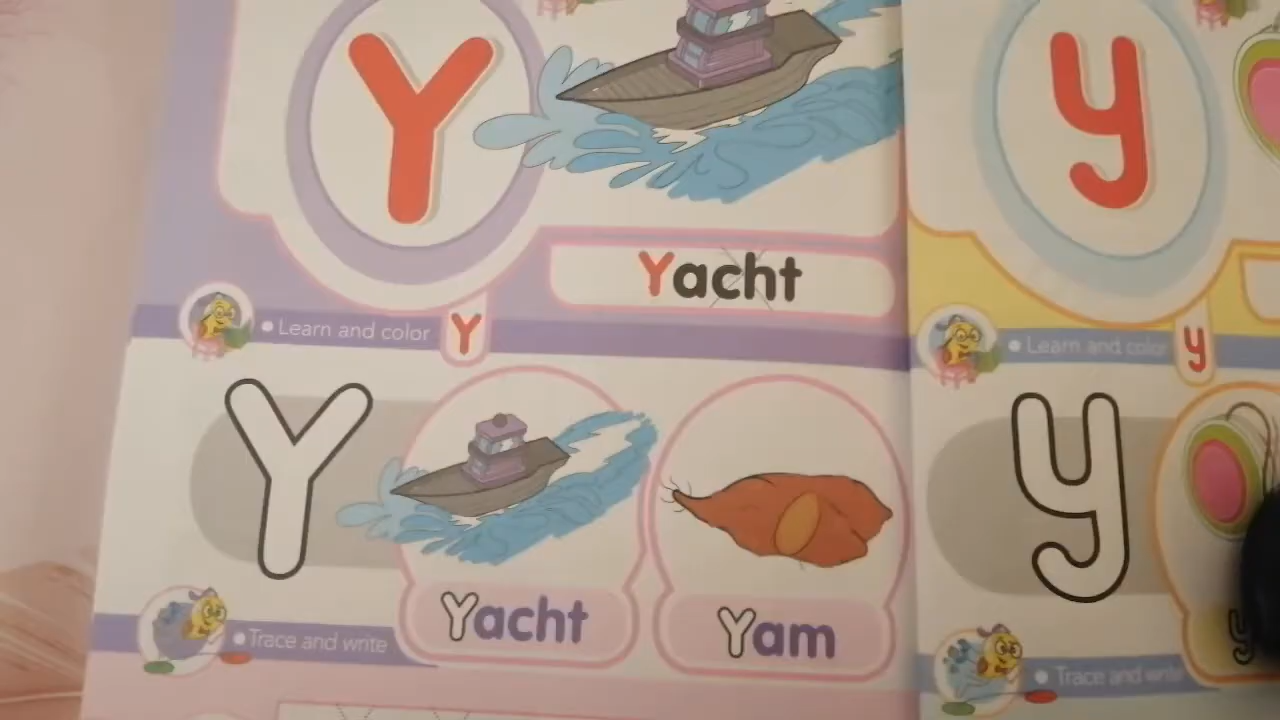 Y
Yacht
Learn and color Y
Y
Yacht
Yam
Trace and write
y
Learn and color y
y
y
Trace and write